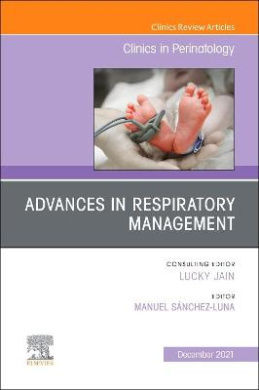 Clinics Review Articles
Clinics in Perinatology
ADVANCES IN RESPIRATORY
MANAGEMENT
CONSULTING EDITOR
LUCKY JAIN
EDITOR
MANUEL SÁNCHEZ-LUNA
ELSEVIER
December 2021